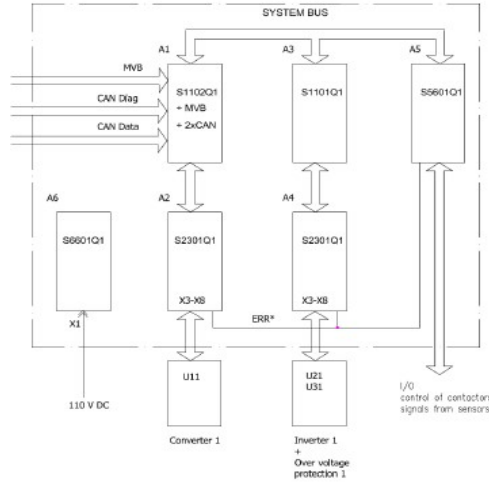 SYSTEM BUS
A1
A3
A5
MVB
CAN Diag
CAN Data
S1102Q1
+ MVB
+ 2xCAN
S1101Q1
S5601Q1
A6
A2
A4
S6601Q1
S2301Q1
S2301Q1
X3-X8
X3-X8
ERR*
X1
U11
U21
U31
110 V DC
I/O
control of contactors
signals from sensors
Converter 1
Inverter 1
+
Over voltage
protection 1